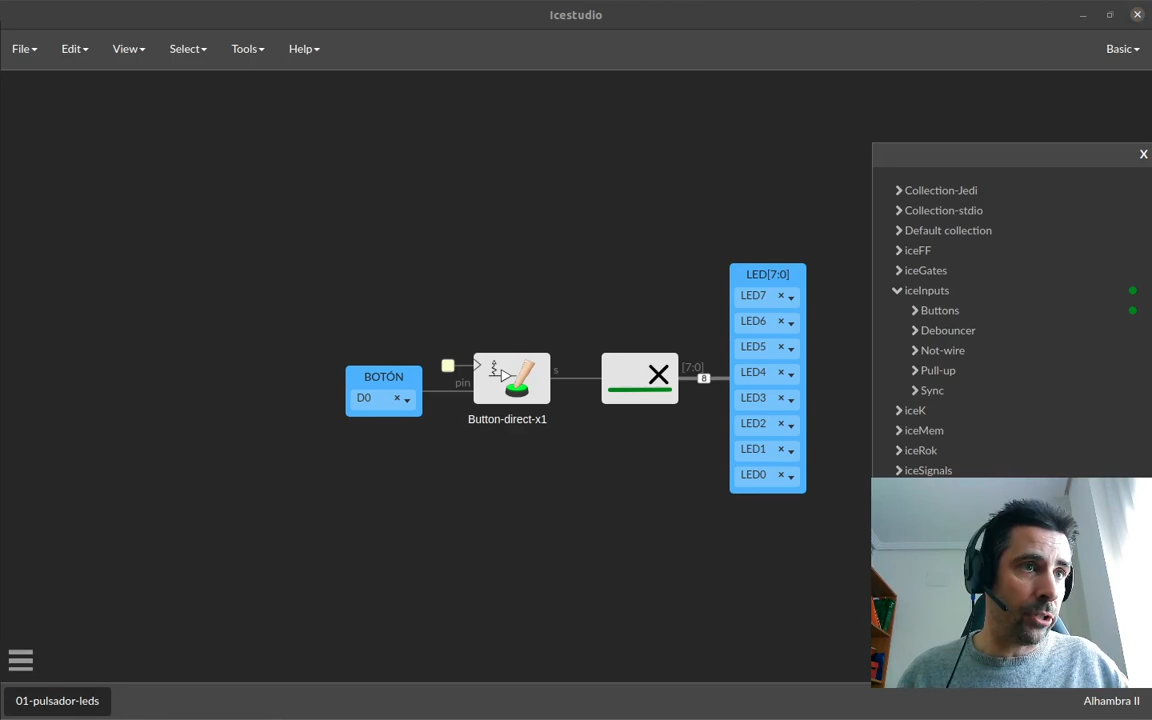 Icestudio
File Edit View Select Tools Help Basic
X
Collection-Jedi
Collection-stdio
Default collection
iceFF
iceGates
iceInputs
Buttons
Debouncer
Not-wire
Pull-up
Sync
iceK
iceMem
iceRok
iceSignals
BOTÓN
D0
pin
s
Button-direct-x1
[7:0]
8
LED[7:0]
LED7
LED6
LED5
LED4
LED3
LED2
LED1
LED0
01-pulsador-leds
Alhambra II